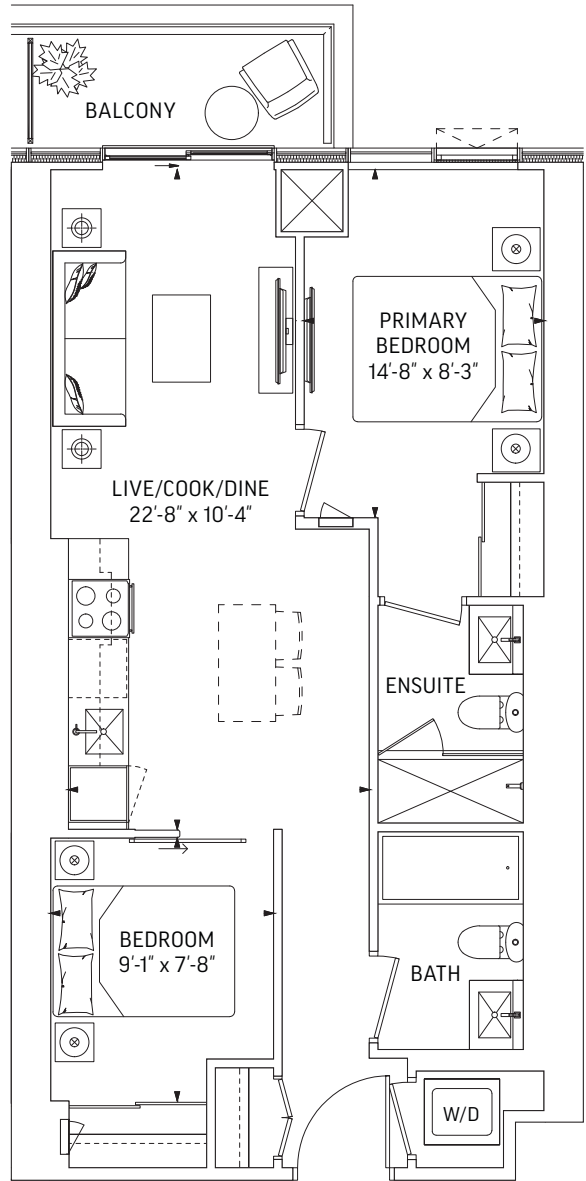 BALCONY
PRIMARY
BEDROOM
14'-8" x 8'-3"
LIVE/COOK/DINE
22'-8" x 10'-4"
ENSUITE
BEDROOM
9'-1" x 7'-8"
BATH
W/D